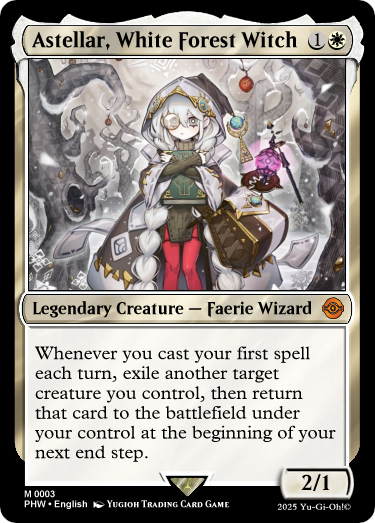 Astellar, White Forest Witch 1
Legendary Creature — Faerie Wizard
Whenever you cast your first spell
each turn, exile another target
creature you control, then return
that card to the battlefield under
your control at the beginning of your
next end step.
2/1
M 0003
PHW • English YUGIOH TRADING CARD GAME
2025 Yu-Gi-Oh!©